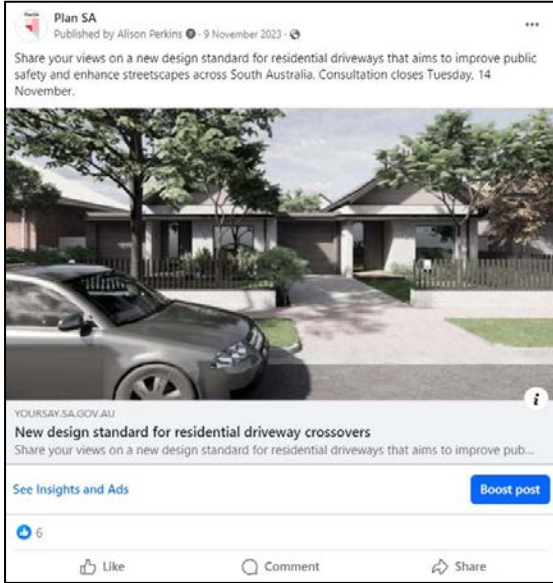 Plan SA
Published by Alison Perkins · 9 November 2023 ·
Share your views on a new design standard for residential driveways that aims to improve public
safety and enhance streetscapes across South Australia. Consultation closes Tuesday, 14
November.
YOURSAY.SA.GOV.AU
New design standard for residential driveway crossovers
Share your views on a new design standard for residential driveways that aims to improve pub...
See Insights and Ads
Boost post
6
Like
Comment
Share